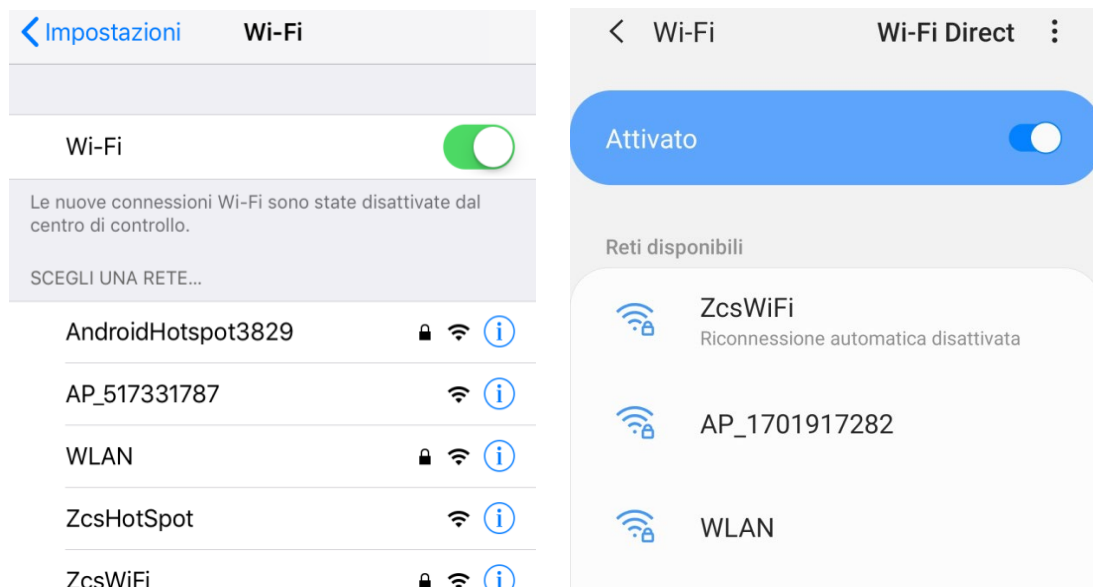 Impostazioni Wi-Fi
Wi-Fi
Le nuove connessioni Wi-Fi sono state disattivate dal
centro di controllo.
SCEGLI UNA RETE...
AndroidHotspot3829
AP_517331787
WLAN
ZcsHotSpot
ZcsWiFi
Wi-Fi Wi-Fi Direct
Attivato
Reti disponibili
ZcsWiFi
Riconnessione automatica disattivata
AP_1701917282
WLAN